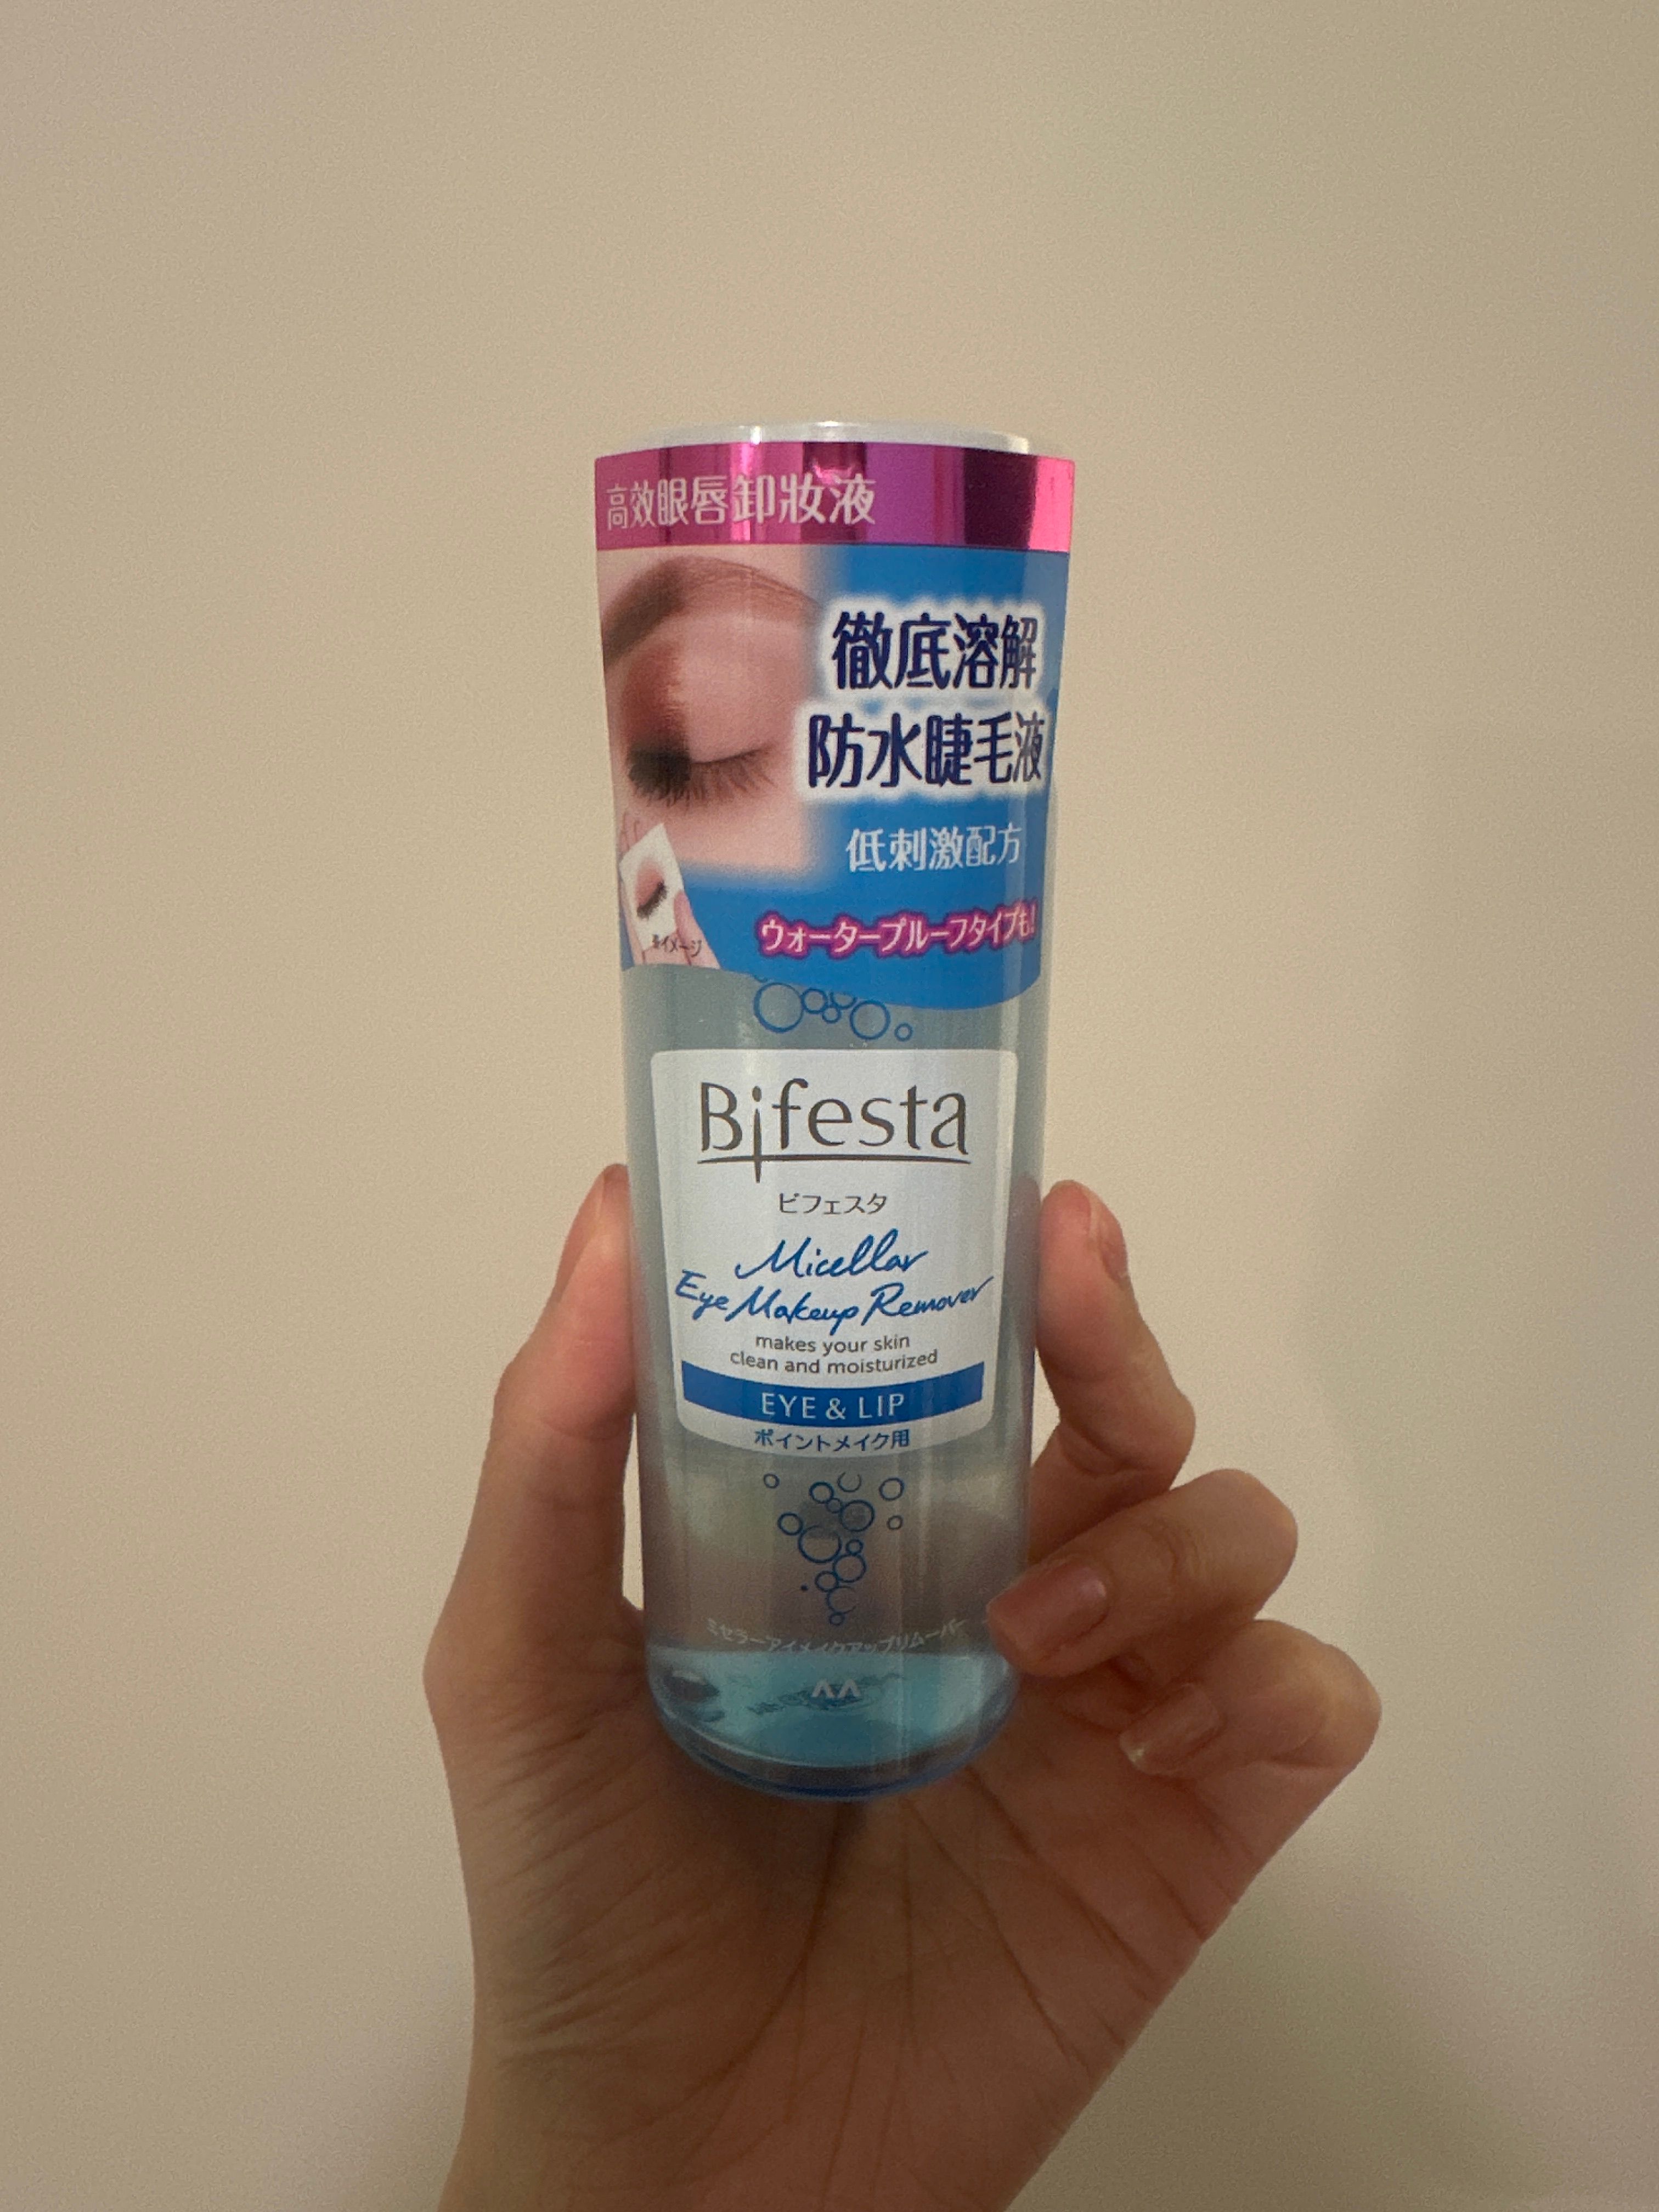 高效眼唇卸妝液
徹底溶解
防水睫毛液
低刺激配方
ウォータープルーフタイプも!
※イメージ
Bifesta
ビフェスタ
Micellar
Eye Makeup Remover
makes your skin
clean and moisturized
EYE & LIP
ポイントメイク用
ミセラーアイメイクアップリムーバー